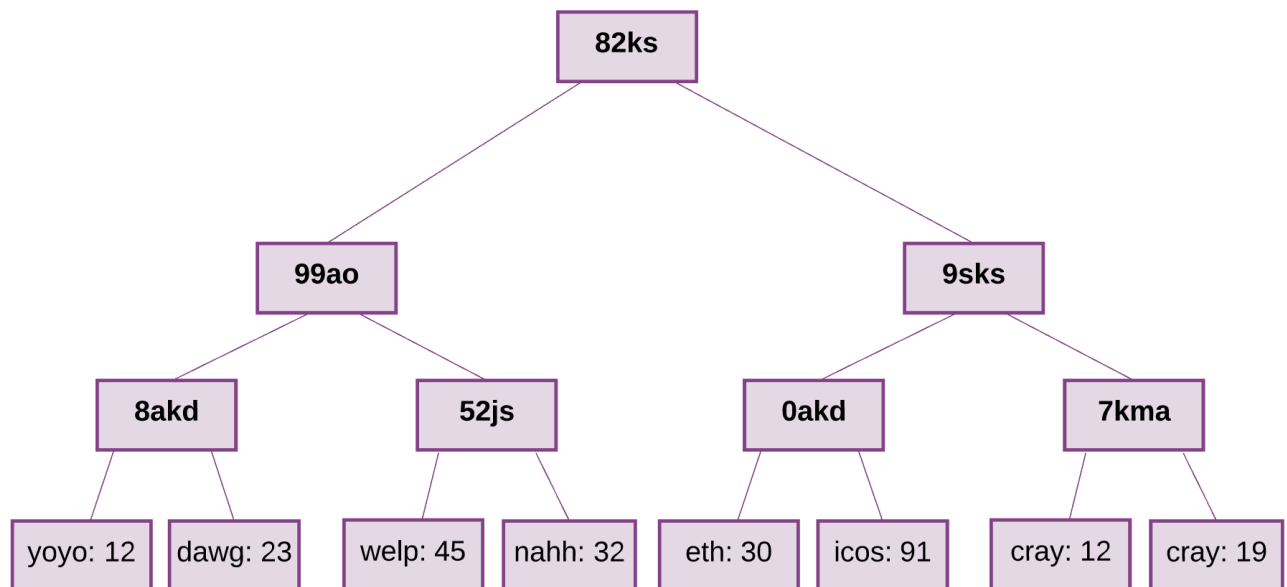 82ks
99ao
9sks
8akd
52js
0akd
7kma
yoyo: 12
dawg: 23
welp: 45
nahh: 32
eth: 30
icos: 91
cray: 12
cray: 19